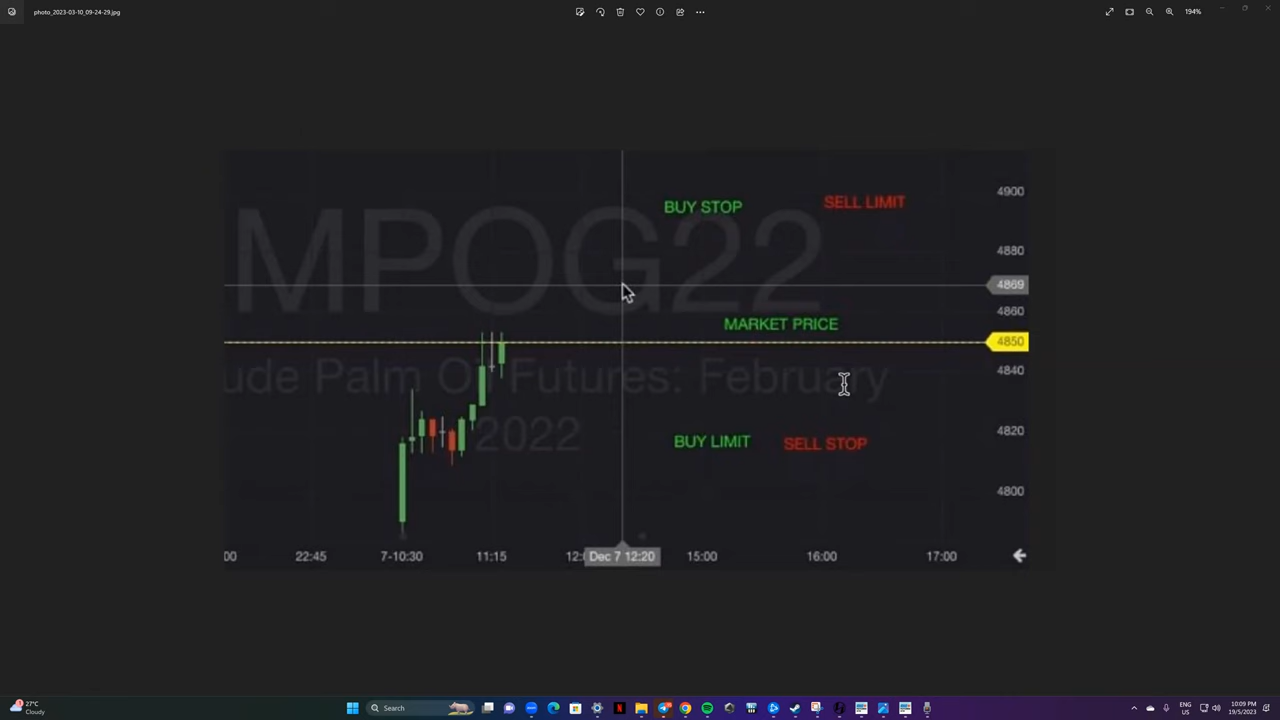 photo_2023-03-10_09-24-29.jpg
194%
MPOG22
BUY STOP
SELL LIMIT
4900
4880
4869
4860
MARKET PRICE
4850
4840
ude Palm Oil Futures: February
2022
4820
BUY LIMIT
SELL STOP
4800
00
22:45
7-10:30
11:15
12:
Dec 7 12:20
15:00
16:00
17:00
27°C
Cloudy
Search
ENG
US
10:09 PM
19/5/2023